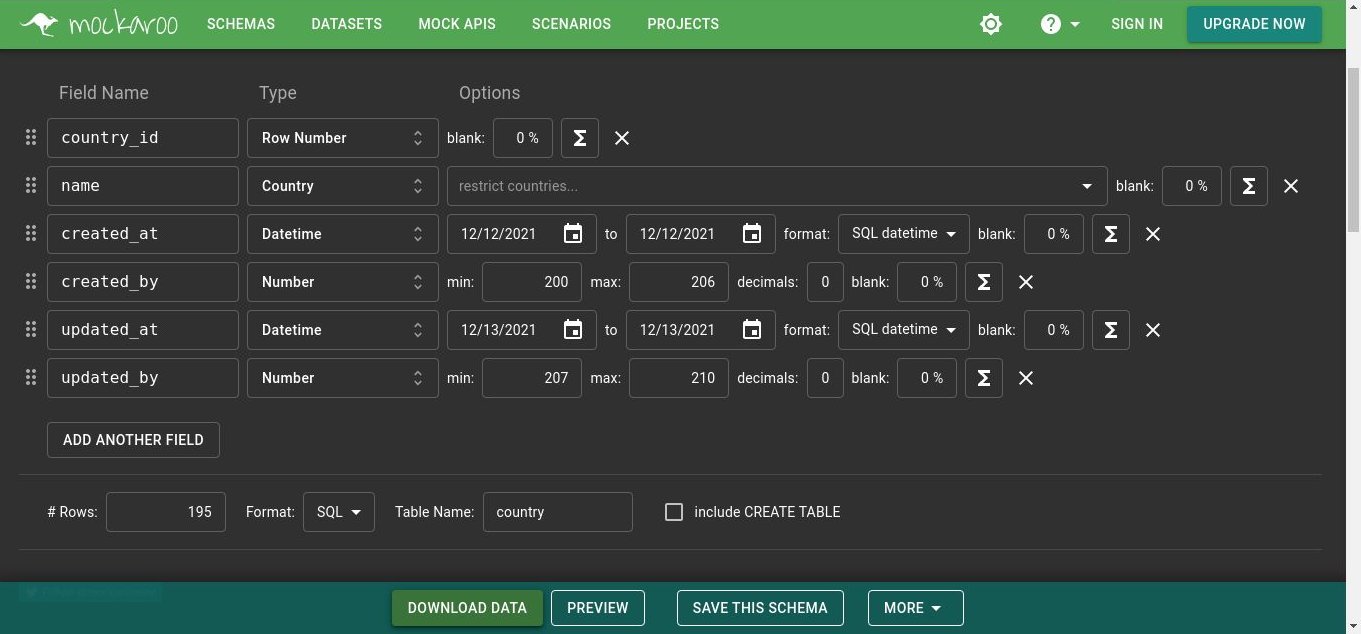 mockaroo SCHEMAS DATASETS MOCK APIS SCENARIOS PROJECTS ? SIGN IN UPGRADE NOW
Field Name Type Options
country_id Row Number blank: 0 % Σ
name Country restrict countries... blank: 0 % Σ
created_at Datetime 12/12/2021 to 12/12/2021 format: SQL datetime blank: 0 % Σ
created_by Number min: 200 max: 206 decimals: 0 blank: 0 % Σ
updated_at Datetime 12/13/2021 to 12/13/2021 format: SQL datetime blank: 0 % Σ
updated_by Number min: 207 max: 210 decimals: 0 blank: 0 % Σ
ADD ANOTHER FIELD
# Rows: 195 Format: SQL Table Name: country include CREATE TABLE
DOWNLOAD DATA PREVIEW SAVE THIS SCHEMA MORE